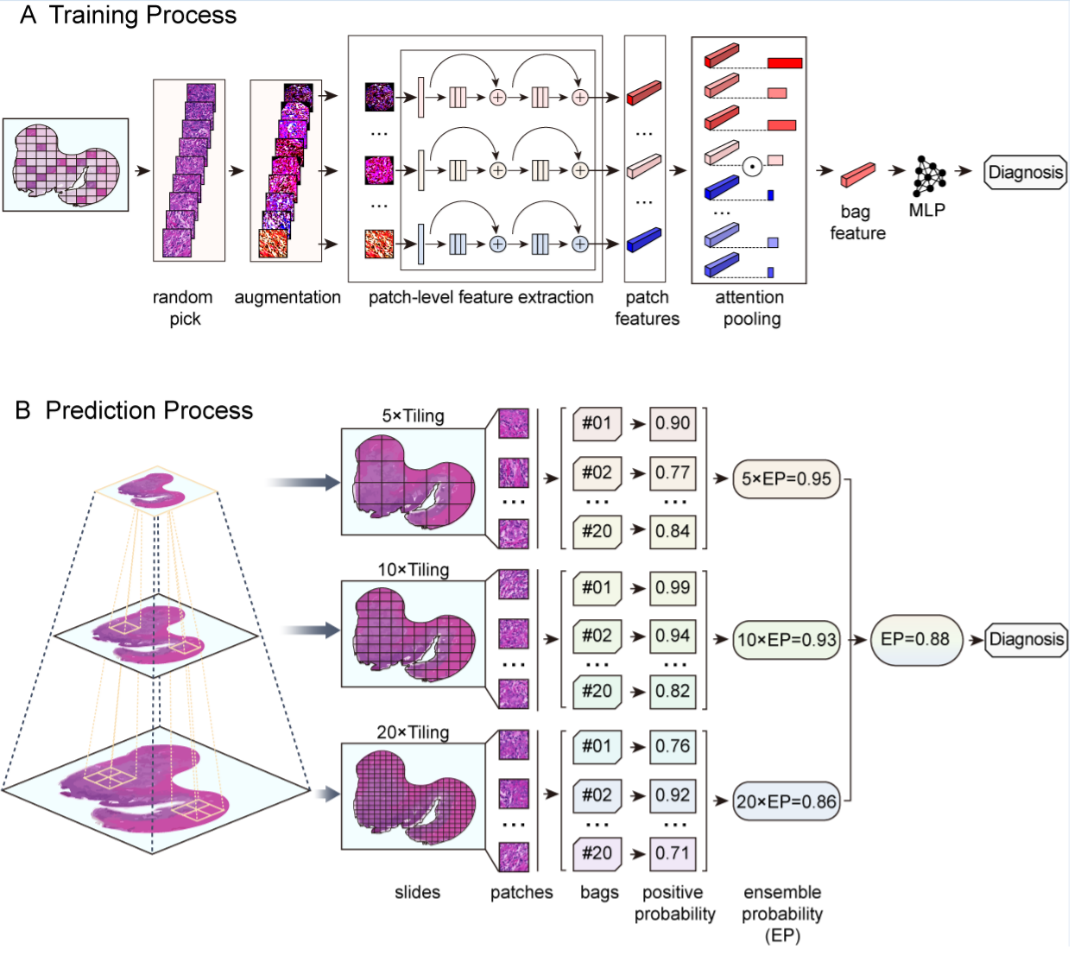 A Training Process
Diagnosis
bag
feature
MLP
random
pick
augmentation
patch-level feature extraction
patch
features
attention
pooling
...
...
...
...
...
...
...
B Prediction Process
5×Tiling
#01
0.90
#02
0.77
...
...
...
#20
0.84
5×EP=0.95
10×Tiling
#01
0.99
#02
0.94
...
...
...
#20
0.82
10×EP=0.93
EP=0.88
Diagnosis
20×Tiling
#01
0.76
#02
0.92
...
...
...
#20
0.71
20×EP=0.86
slides
patches
bags
positive
probability
ensemble
probability
(EP)